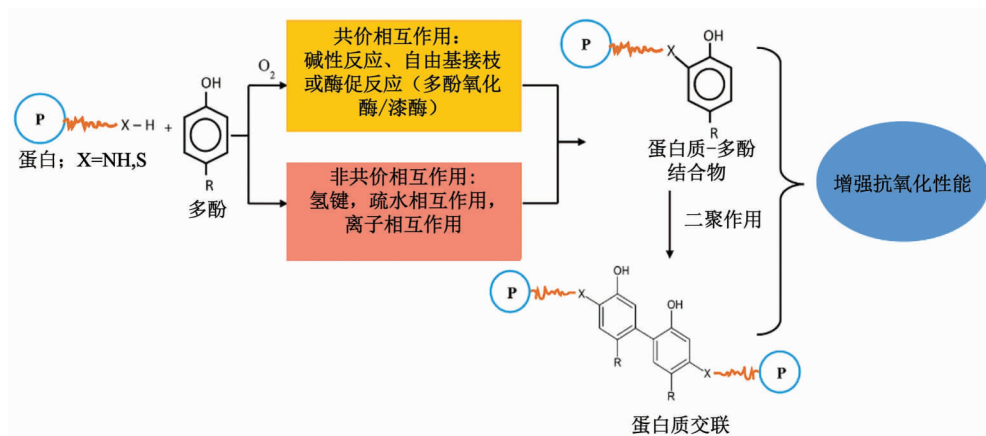 共价相互作用：
碱性反应、自由基接枝
或酶促反应（多酚氧化
酶/漆酶）
O2
OH
P
X－H
+
R
蛋白；X=NH,S
多酚
非共价相互作用：
氢键，疏水相互作用，
离子相互作用
P
X
OH
R
蛋白质-多酚
结合物
二聚作用
增强抗氧化性能
P
X
OH
R
OH
R
X
P
蛋白质交联